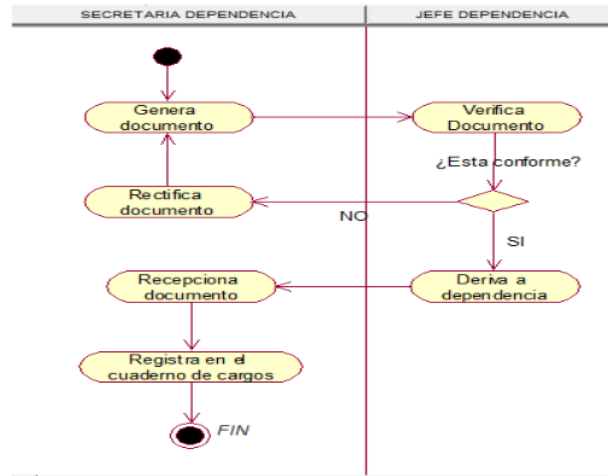 SECRETARIA DEPENDENCIA
JEFE DEPENDENCIA
Genera
documento
Verifica
Documento
¿Esta conforme?
Rectifica
documento
NO
SI
Recepciona
documento
Deriva a
dependencia
Registra en el
cuaderno de cargos
FIN